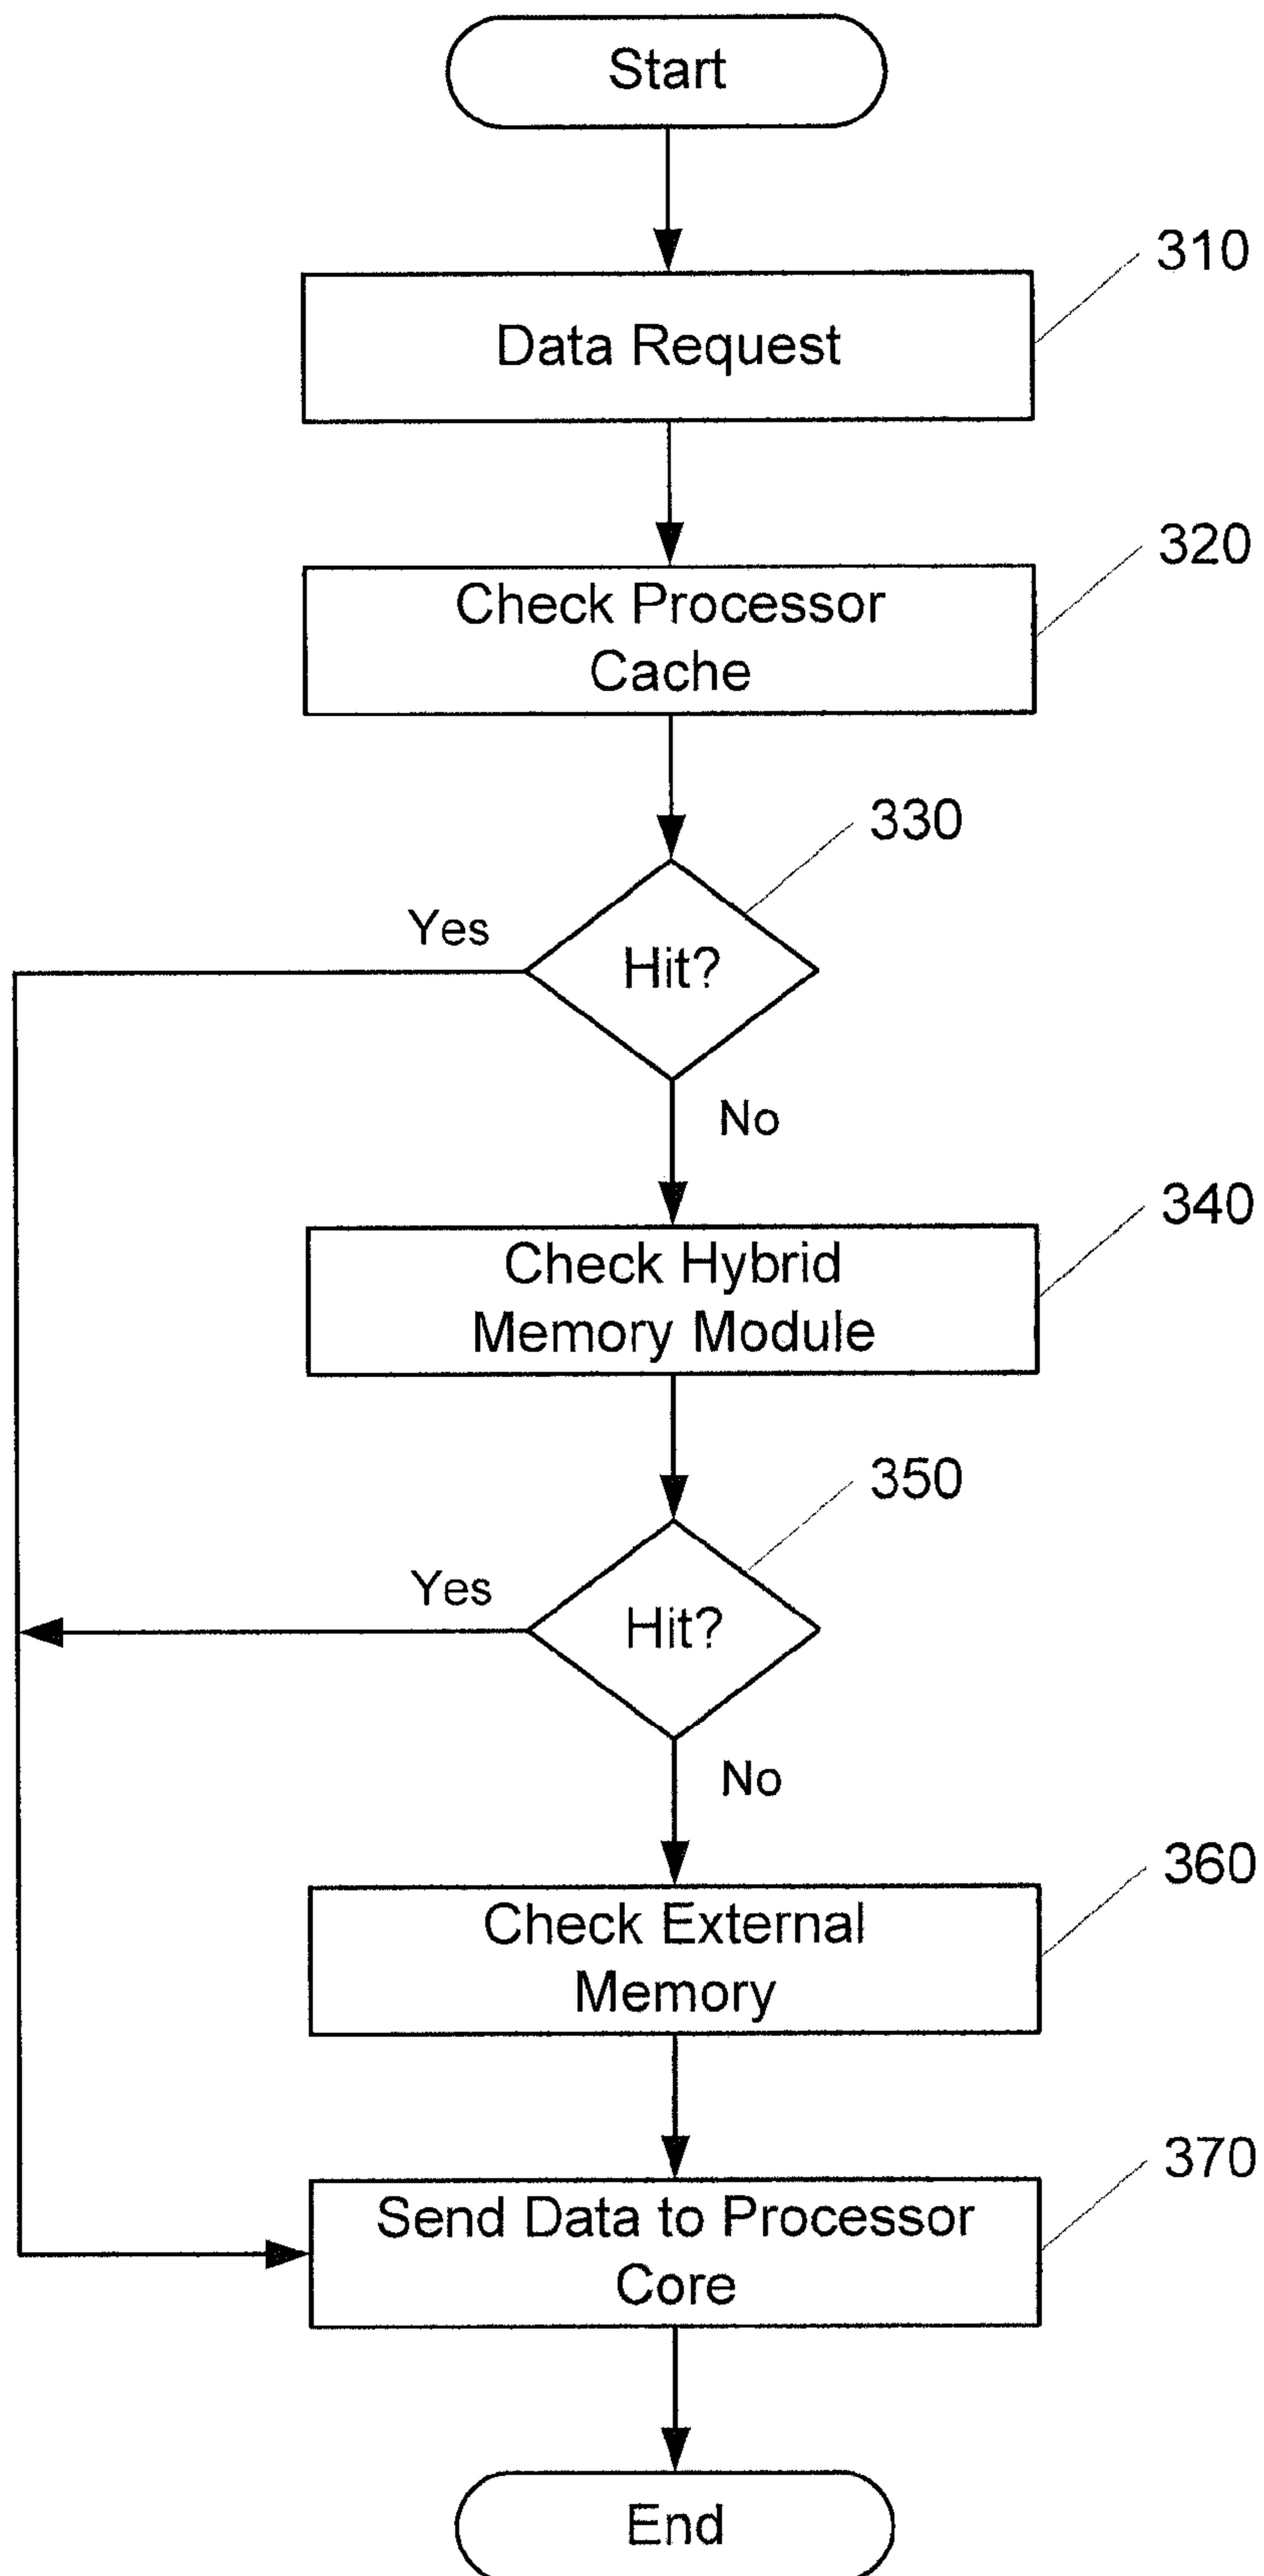 Start
310
Data Request
320
Check Processor
Cache
330
Yes
Hit?
No
340
Check Hybrid
Memory Module
350
Yes
Hit?
No
360
Check External
Memory
370
Send Data to Processor
Core
End